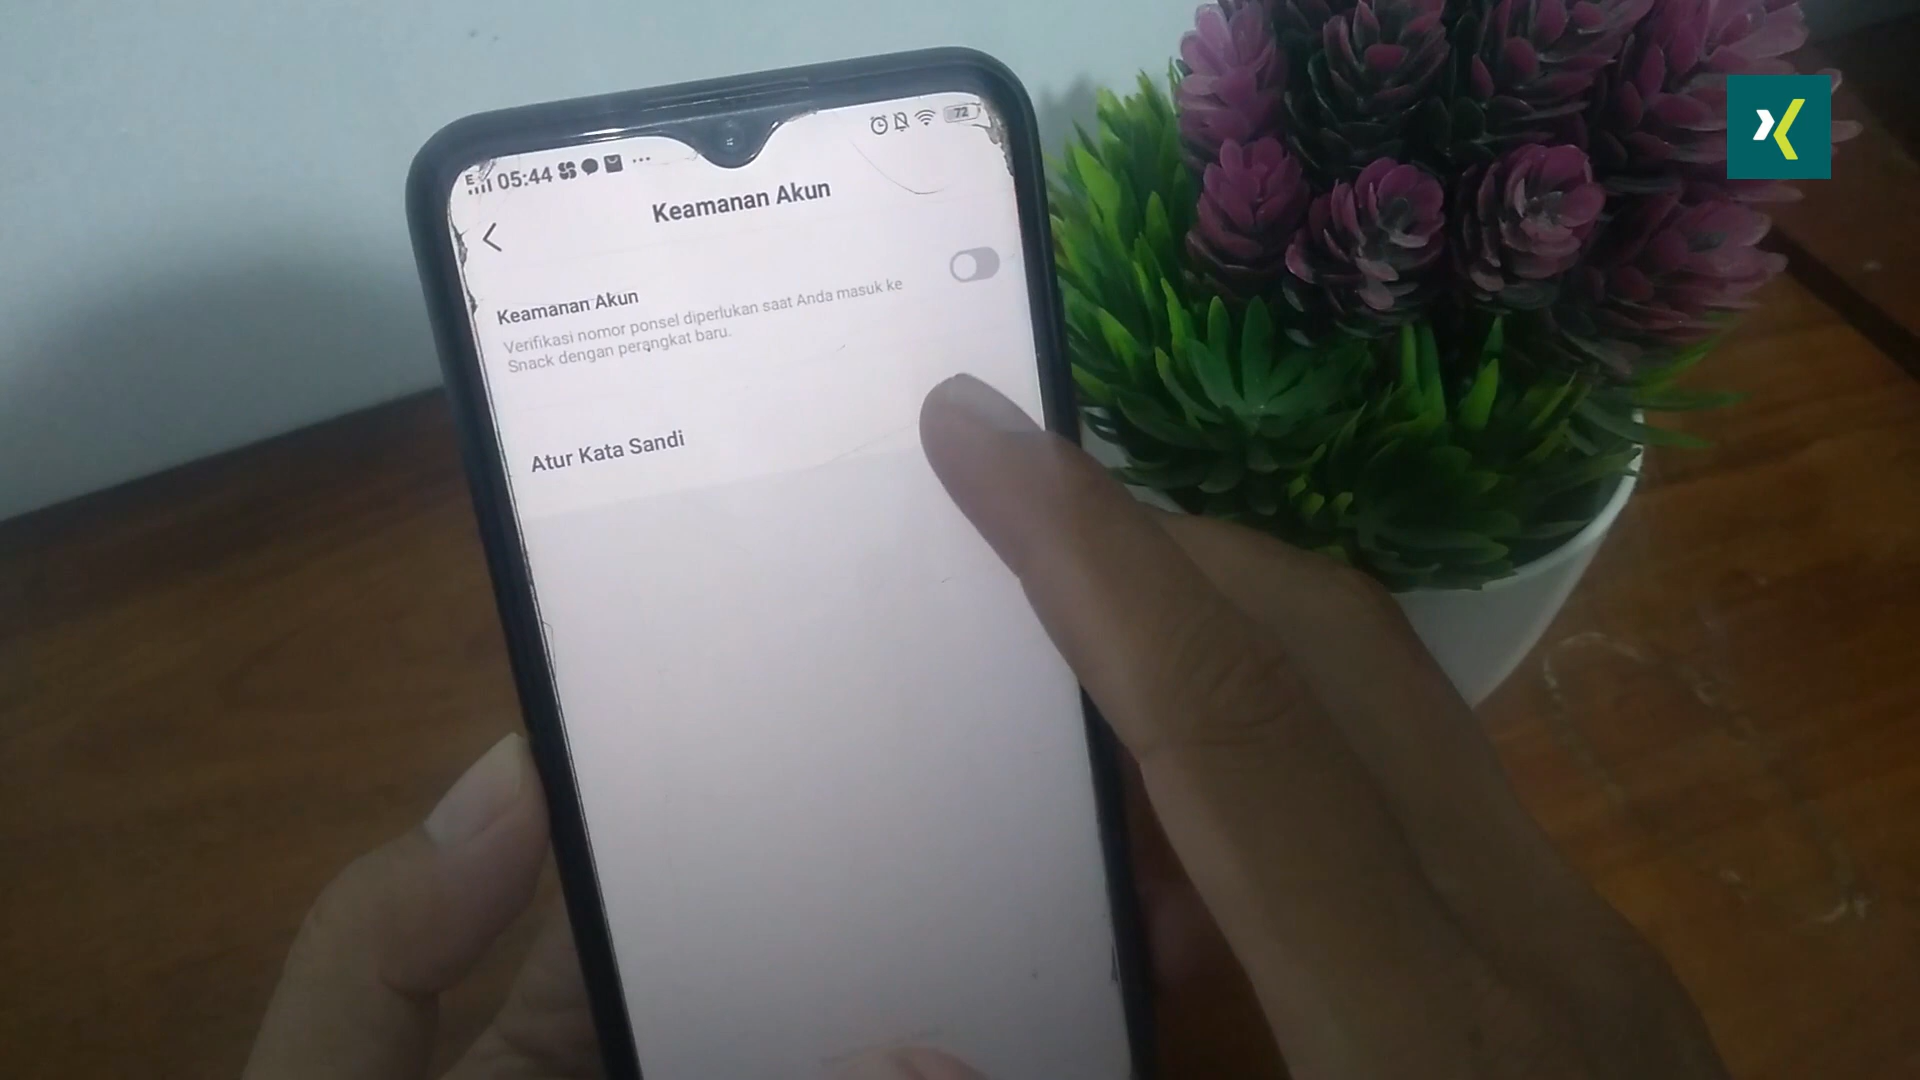 E 05:44 ... 72
Keamanan Akun
Keamanan Akun
Verifikasi nomor ponsel diperlukan saat Anda masuk ke
Snack dengan perangkat baru.
Atur Kata Sandi